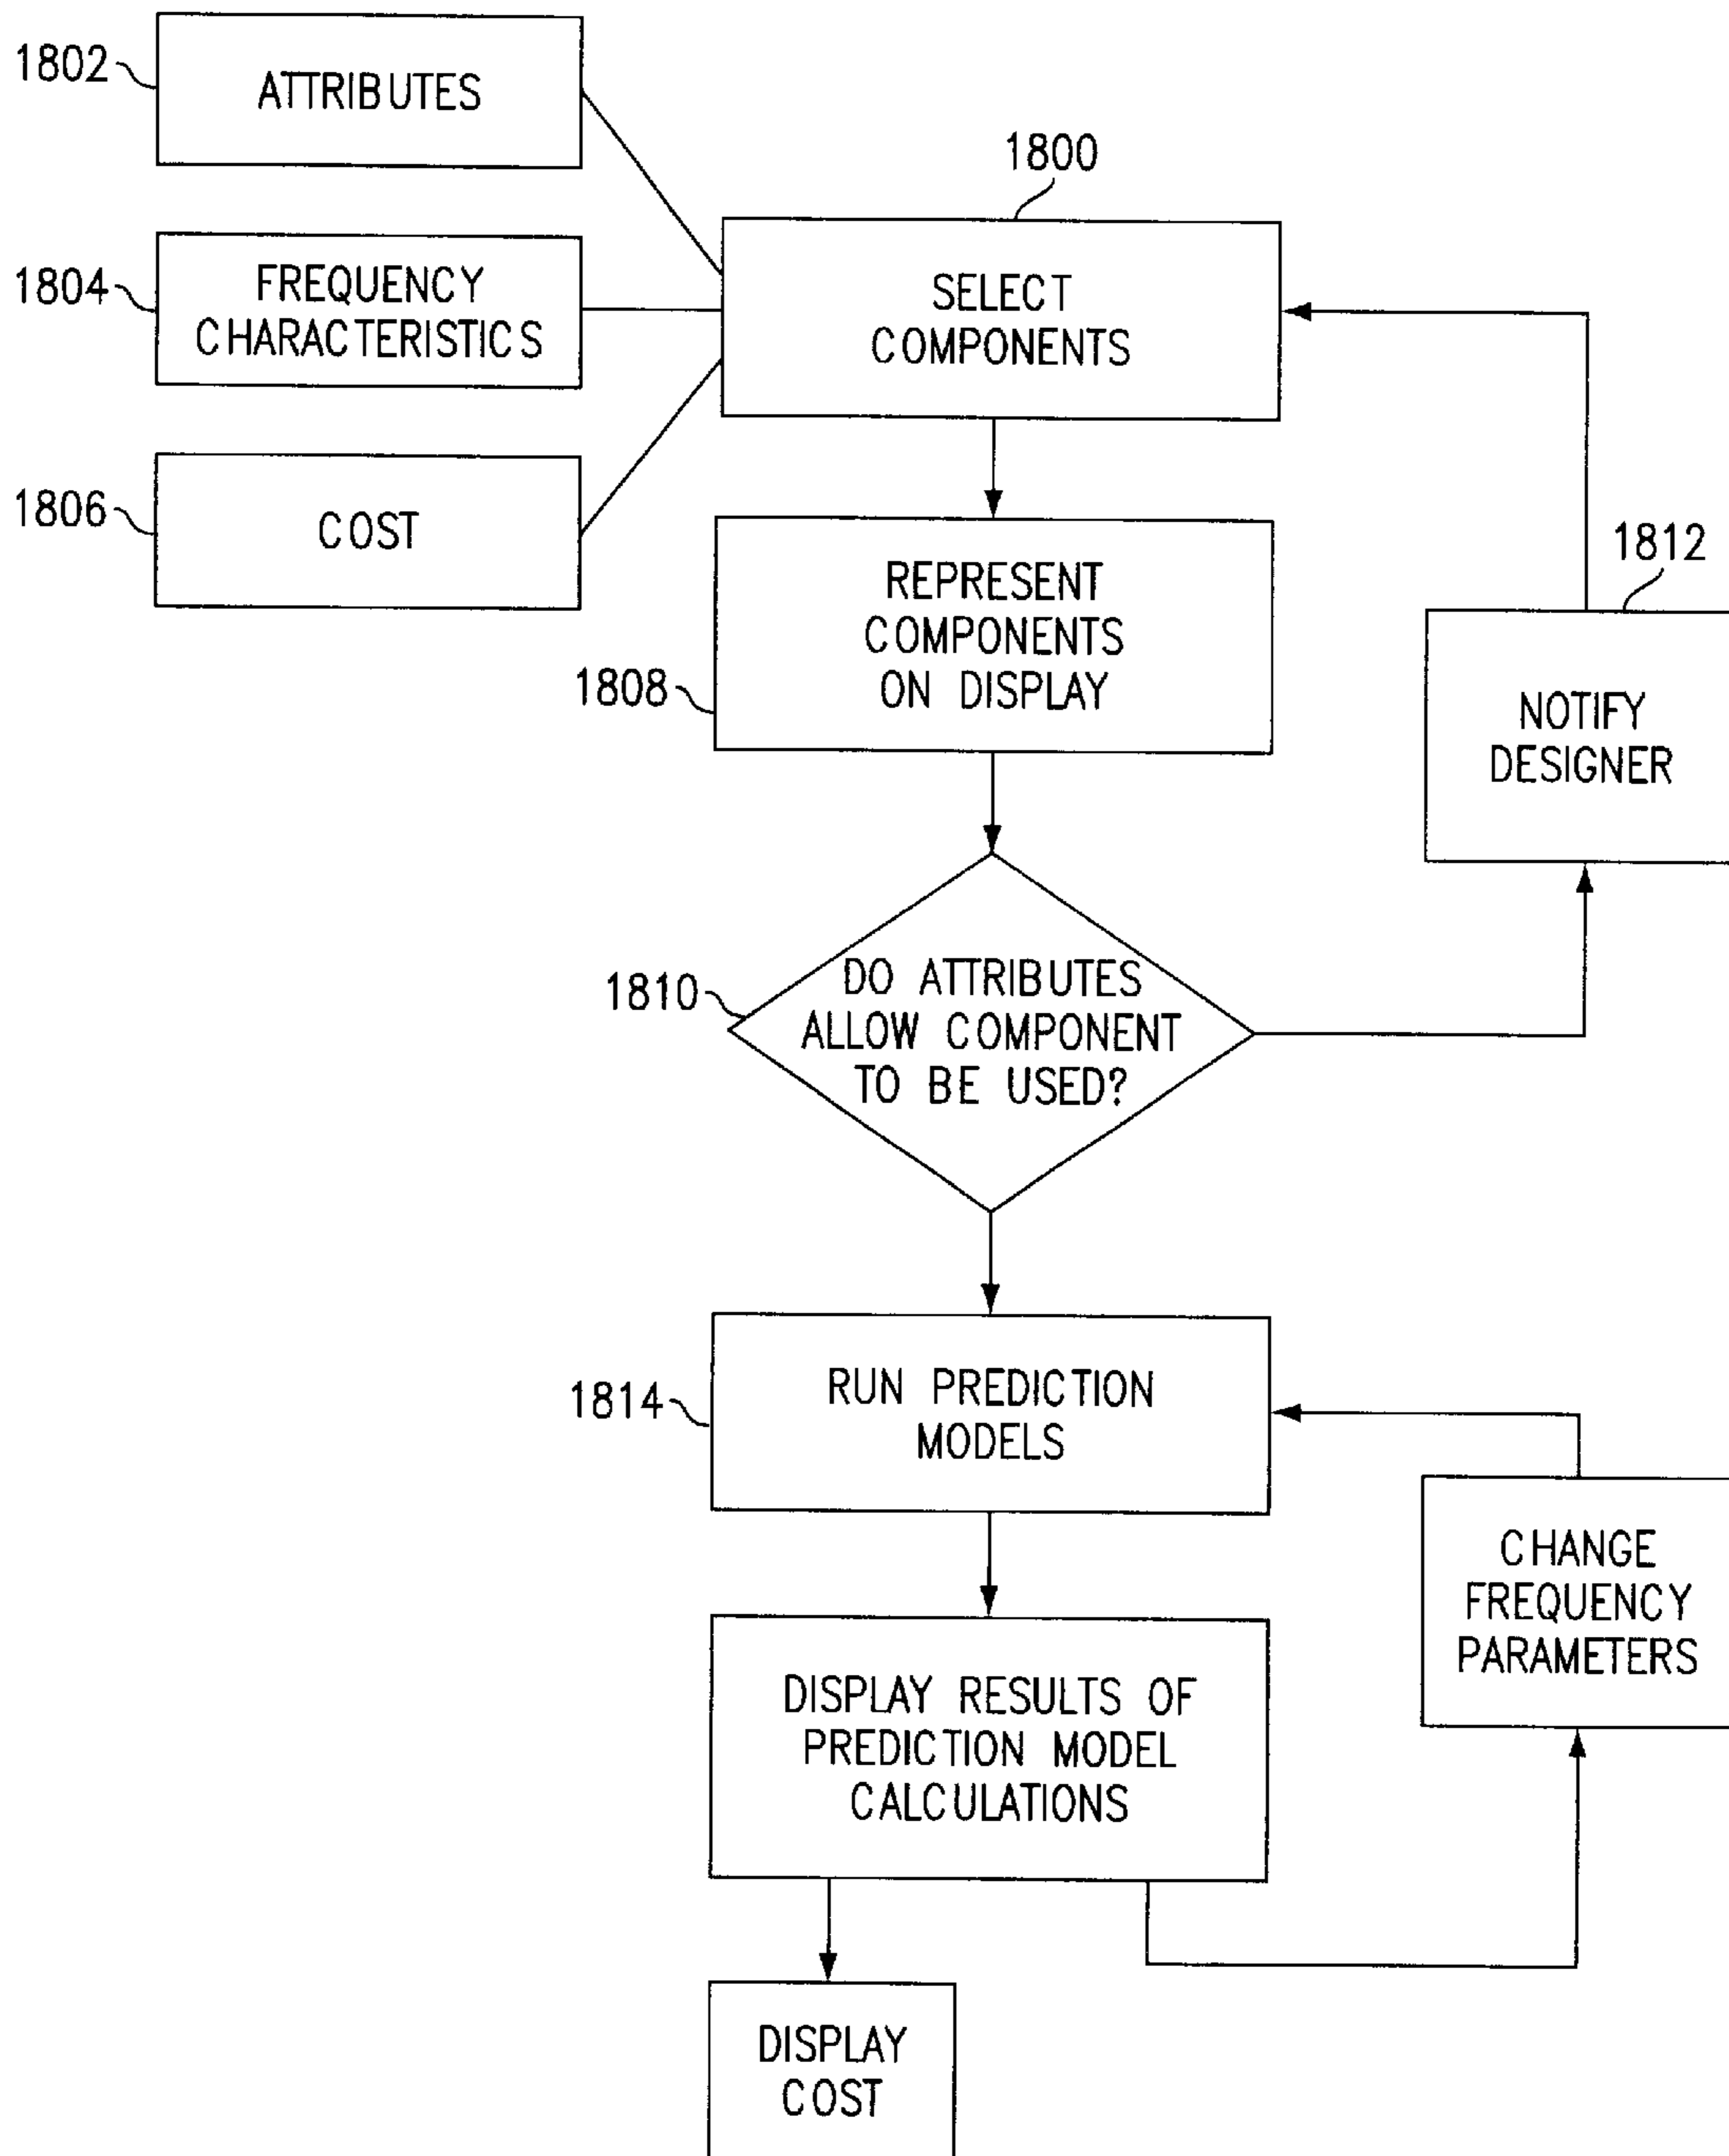 1802
ATTRIBUTES
1800
1804
FREQUENCY
CHARACTERISTICS
SELECT
COMPONENTS
1806
COST
1808
REPRESENT
COMPONENTS
ON DISPLAY
1812
NOTIFY
DESIGNER
1810
DO ATTRIBUTES
ALLOW COMPONENT
TO BE USED?
1814
RUN PREDICTION
MODELS
CHANGE
FREQUENCY
PARAMETERS
DISPLAY RESULTS OF
PREDICTION MODEL
CALCULATIONS
DISPLAY
COST